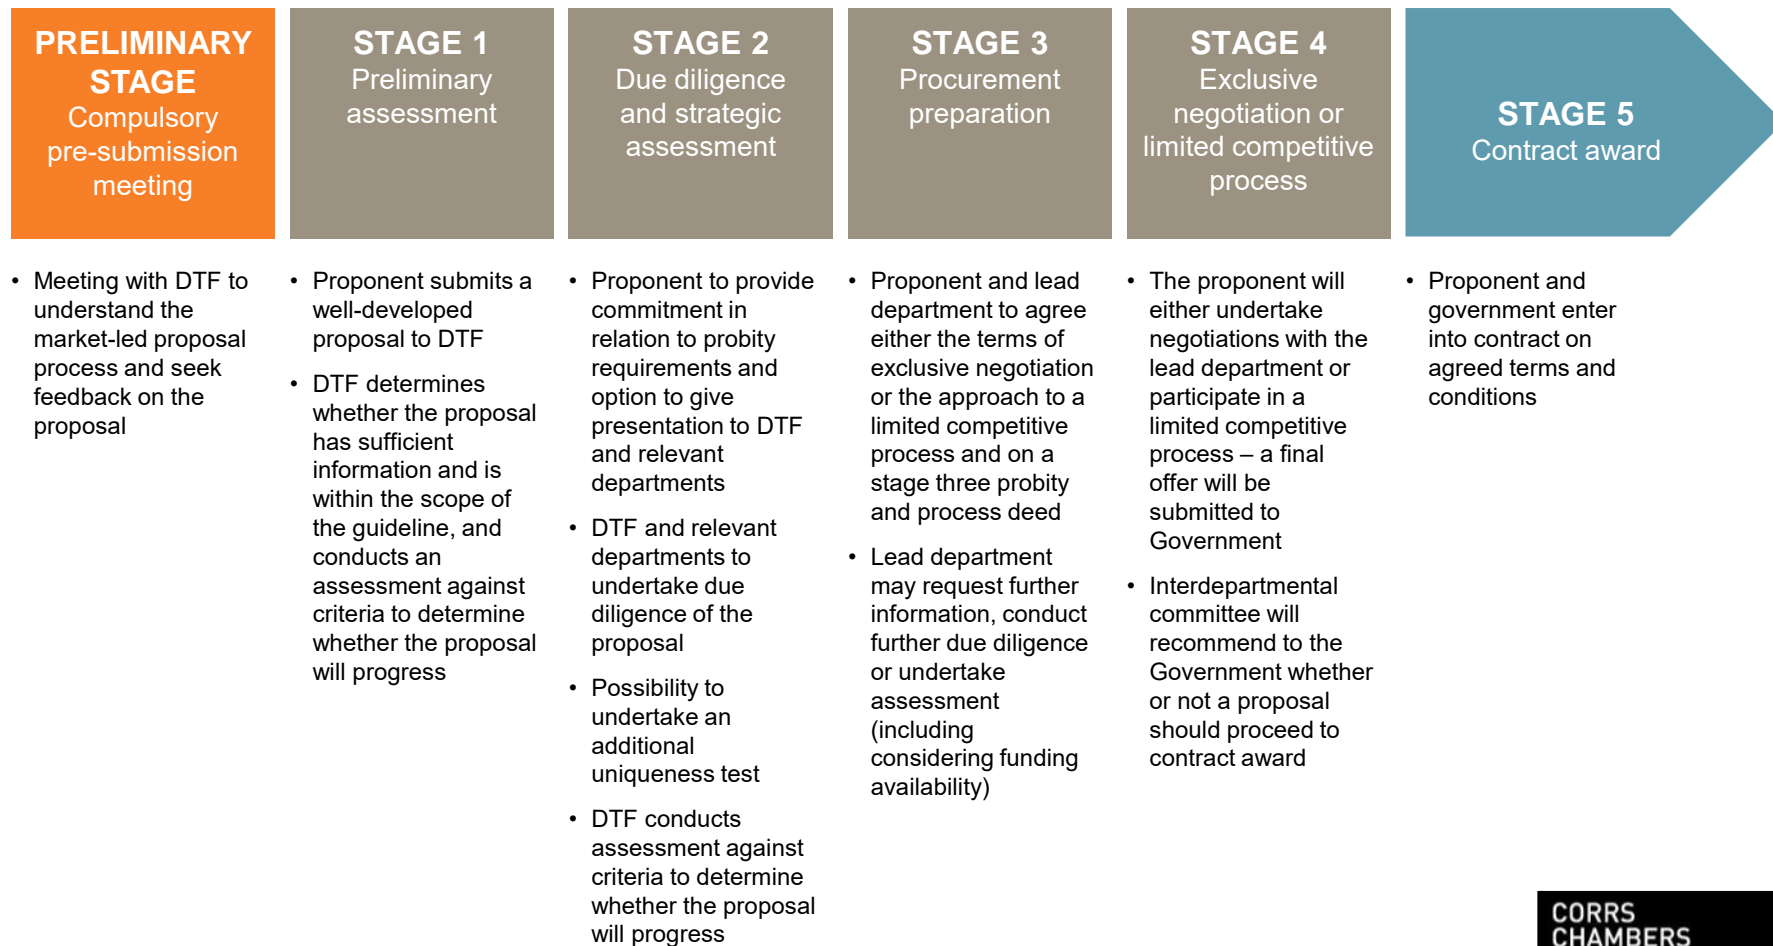 PRELIMINARY
STAGE
Compulsory
pre-submission
meeting
STAGE 1
Preliminary
assessment
STAGE 2
Due diligence
and strategic
assessment
STAGE 3
Procurement
preparation
STAGE 4
Exclusive
negotiation or
limited competitive
process
STAGE 5
Contract award
• Meeting with DTF to
understand the
market-led proposal
process and seek
feedback on the
proposal
• Proponent submits a
well-developed
proposal to DTF
• DTF determines
whether the proposal
has sufficient
information and is
within the scope of
the guideline, and
conducts an
assessment against
criteria to determine
whether the proposal
will progress
• Proponent to provide
commitment in
relation to probity
requirements and
option to give
presentation to DTF
and relevant
departments
• DTF and relevant
departments to
undertake due
diligence of the
proposal
• Possibility to
undertake an
additional
uniqueness test
• DTF conducts
assessment against
criteria to determine
whether the proposal
will progress
• Proponent and lead
department to agree
either the terms of
exclusive negotiation
or the approach to a
limited competitive
process and on a
stage three probity
and process deed
• Lead department
may request further
information, conduct
further due diligence
or undertake
assessment
(including
considering funding
availability)
• The proponent will
either undertake
negotiations with the
lead department or
participate in a
limited competitive
process – a final
offer will be
submitted to
Government
• Interdepartmental
committee will
recommend to the
Government whether
or not a proposal
should proceed to
contract award
• Proponent and
government enter
into contract on
agreed terms and
conditions
CORRS
CHAMBERS